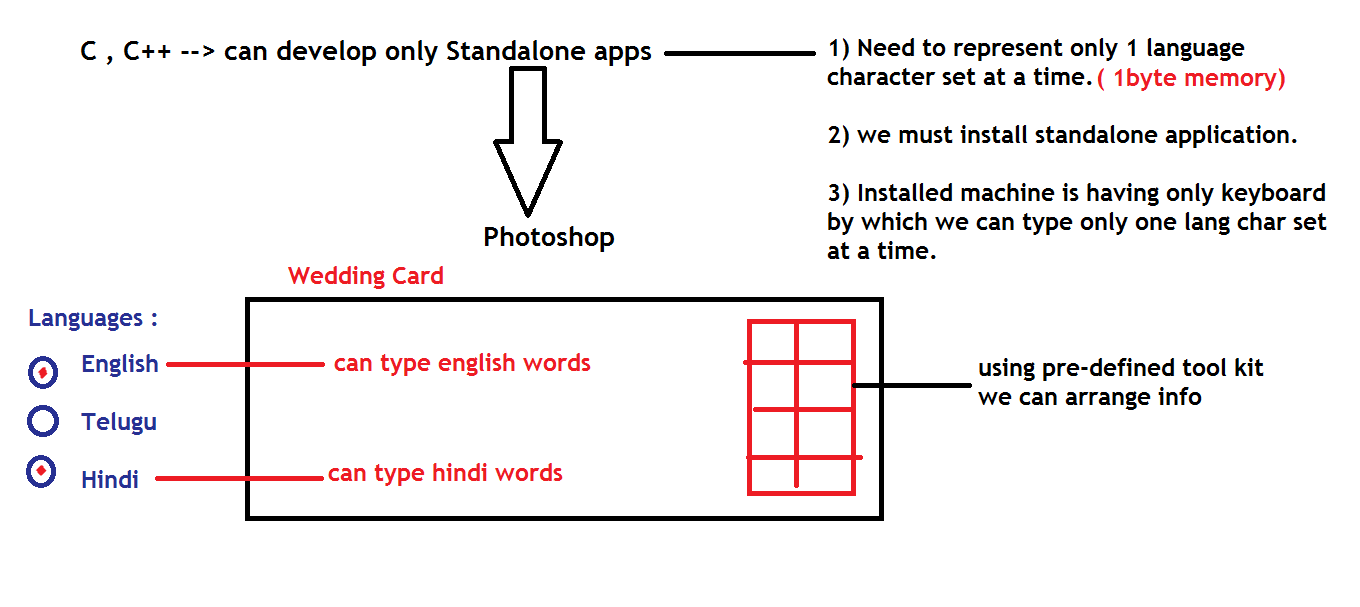 C , C++ --> can develop only Standalone apps
1) Need to represent only 1 language
character set at a time.( 1byte memory)
2) we must install standalone application.
3) Installed machine is having only keyboard
by which we can type only one lang char set
at a time.
Photoshop
Wedding Card
Languages :
English
can type english words
Telugu
Hindi
can type hindi words
using pre-defined tool kit
we can arrange info